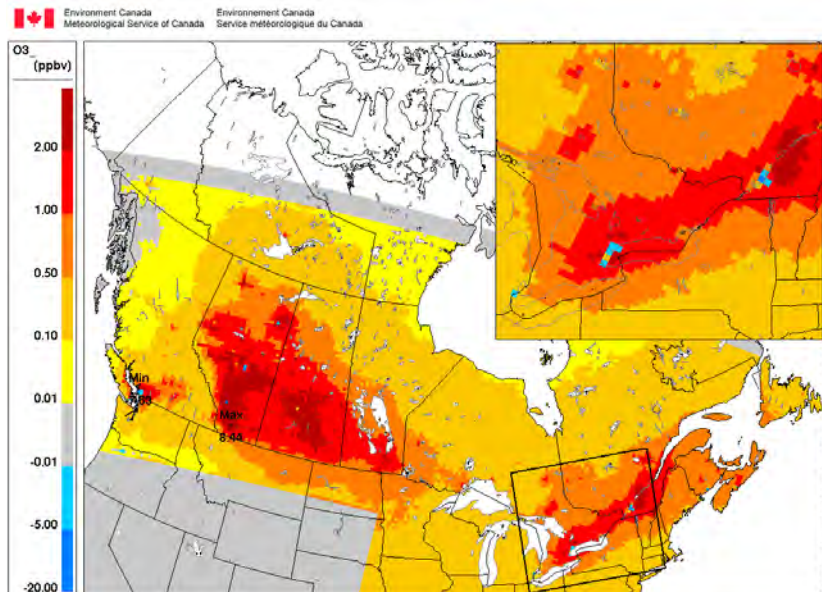 Environment Canada
Meteorological Service of Canada
Environnement Canada
Service météorologique du Canada
O3_
(ppbv)
2.00
1.00
0.50
0.10
0.01
-0.01
-5.00
-20.00
Min
Max
8.44